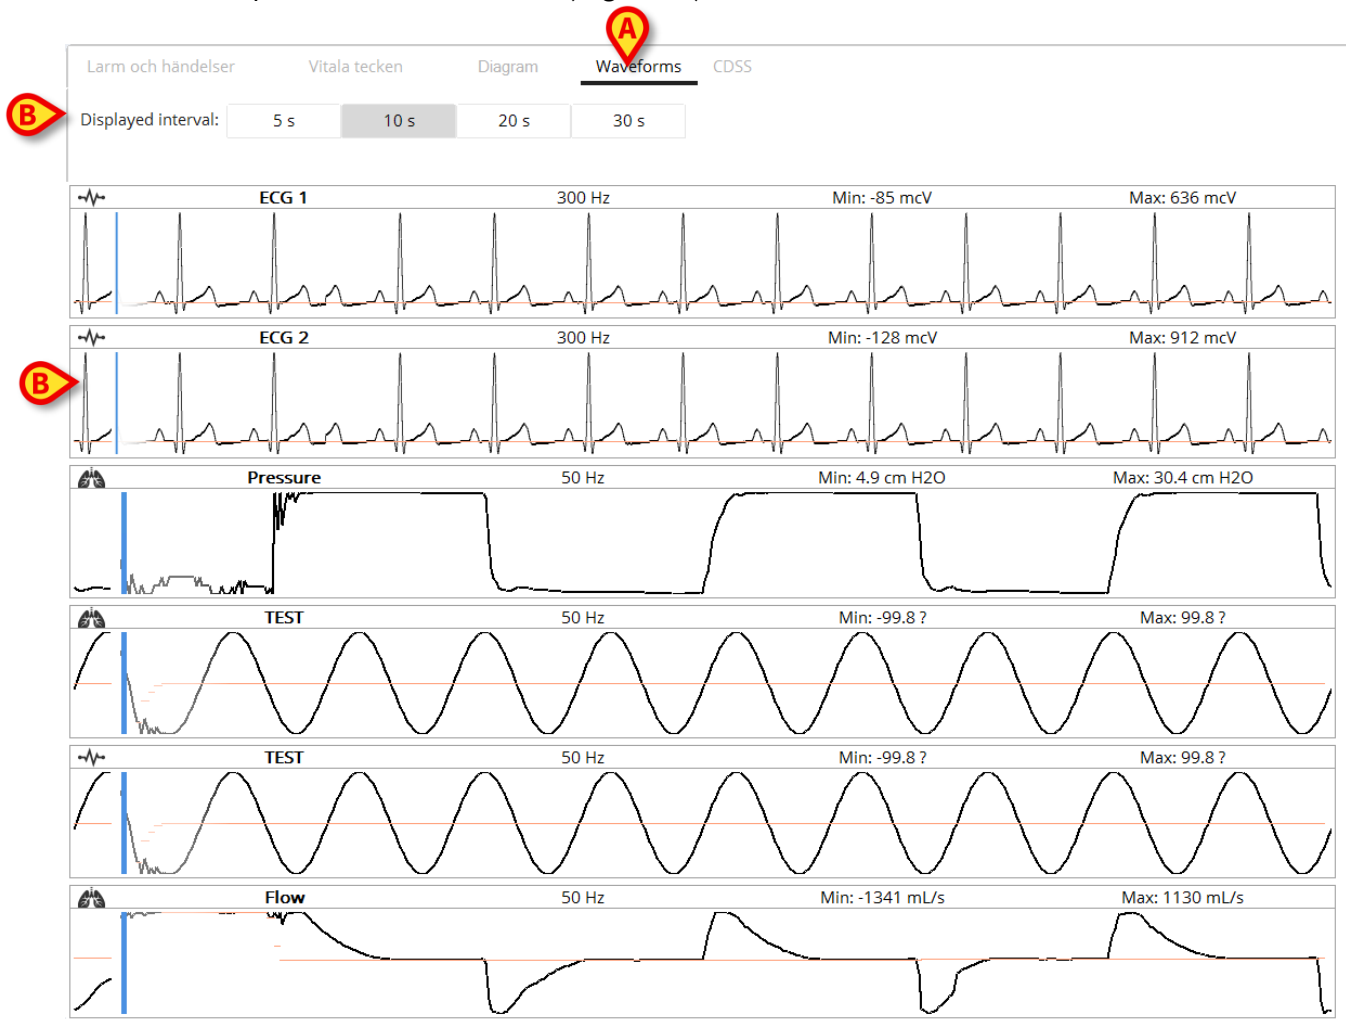 A
Larm och händelser Vitala tecken Diagram Waveforms CDSS
B
Displayed interval: 5 s 10 s 20 s 30 s
ECG 1 300 Hz Min: -85 mcV Max: 636 mcV
ECG 2 300 Hz Min: -128 mcV Max: 912 mcV
B
Pressure 50 Hz Min: 4.9 cm H2O Max: 30.4 cm H2O
TEST 50 Hz Min: -99.8 ? Max: 99.8 ?
TEST 50 Hz Min: -99.8 ? Max: 99.8 ?
Flow 50 Hz Min: -1341 mL/s Max: 1130 mL/s